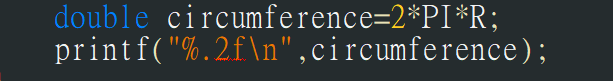 double circumference=2*PI*R;
printf("%.2f\n",circumference);